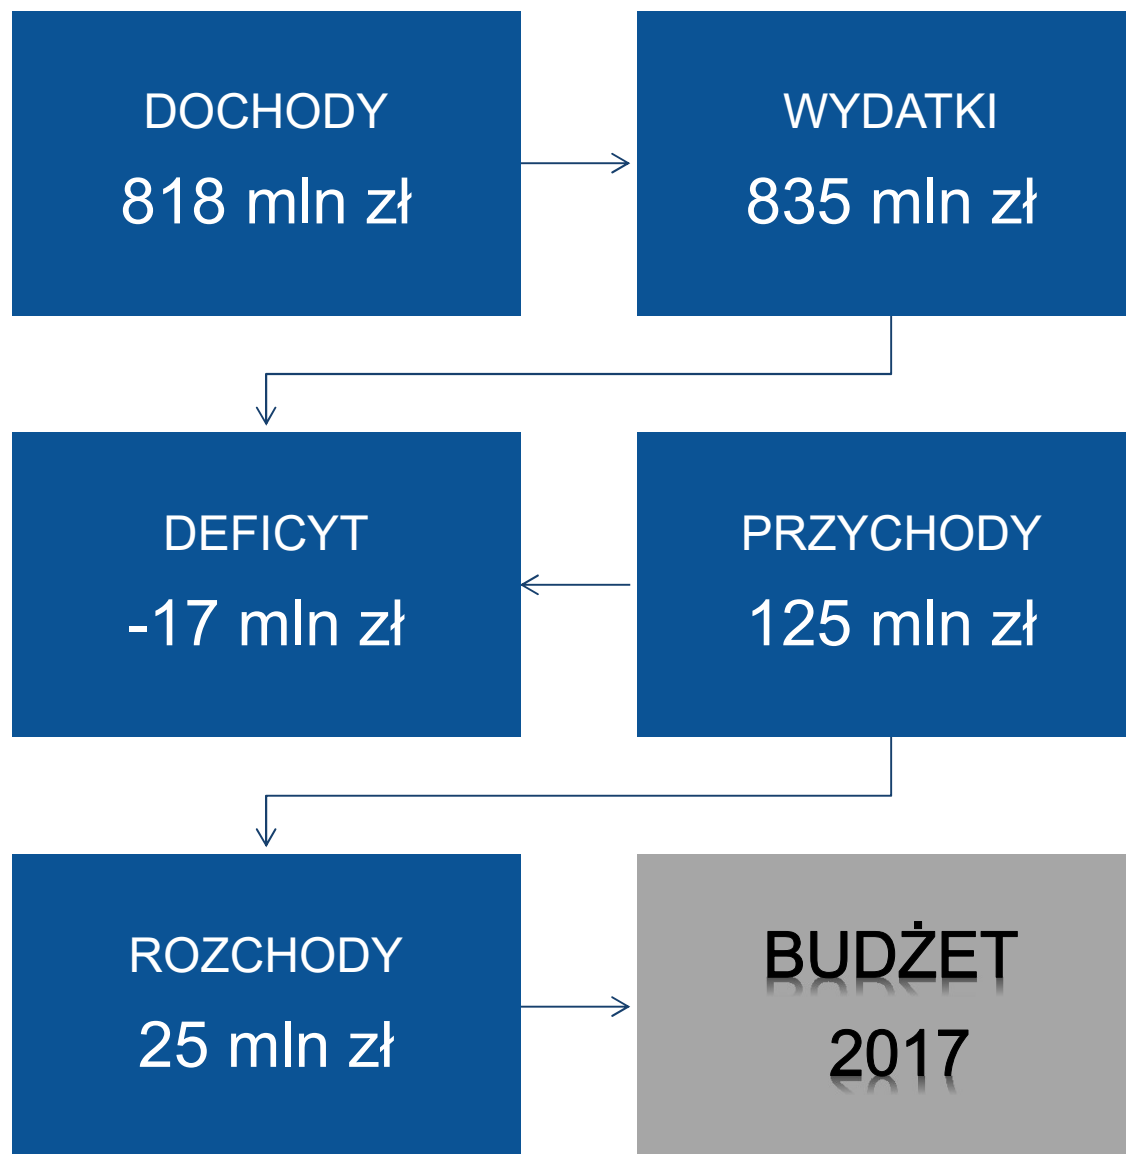 DOCHODY
818 mln zł
WYDATKI
835 mln zł
DEFICYT
-17 mln zł
PRZYCHODY
125 mln zł
ROZCHODY
25 mln zł
BUDŻET
2017